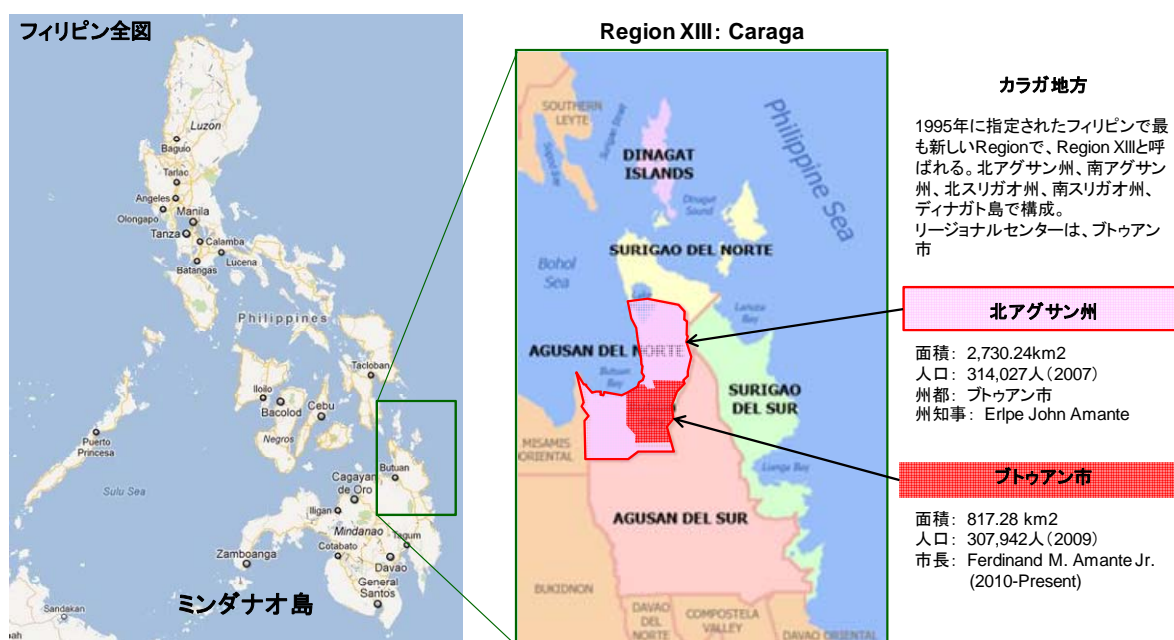 フィリピン全図
Luzon
Baguio
Tarlac
Angeles
Olongapo
Manila
Tanza
Calamba
Lucena
Batangas
Philippines
Tacloban
Iloilo
Bacolod
Cebu
Negros
Puerto
Princesa
Sulu Sea
Butuan
Cagayan
de Oro
Iligan
Mindanao
Cotabato
Tagum
Zamboanga
Davao
General
Santos
ミンダナオ島
Sandakan
Region XIII: Caraga
SOUTHERN
LEYTE
Surigao Strait
Philippine Sea
DINAGAT
ISLANDS
Dinagat
Sound
SURIGAO DEL NORTE
Bohol
Sea
Lake
Lanuza
Bay
AGUSAN DEL NORTE
Butuan
Bay
SURIGAO
DEL SUR
MISAMIS
ORIENTAL
Lianga Bay
AGUSAN DEL SUR
BUKIDNON
DAVAO
DEL
NORTE
COMPOSTELA
VALLEY
DAVAO ORIENTAL
カラガ地方
1995年に指定されたフィリピンで最
も新しいRegionで、Region XIIIと呼
ばれる。北アグサン州、南アグサン
州、北スリガオ州、南スリガオ州、
ディナガト島で構成。
リージョナルセンターは、ブトゥアン
市
北アグサン州
面積： 2,730.24km2
人口： 314,027人（2007）
州都： ブトゥアン市
州知事： Erlpe John Amante
ブトゥアン市
面積： 817.28 km2
人口： 307,942人（2009）
市長： Ferdinand M. Amante Jr.
(2010-Present)